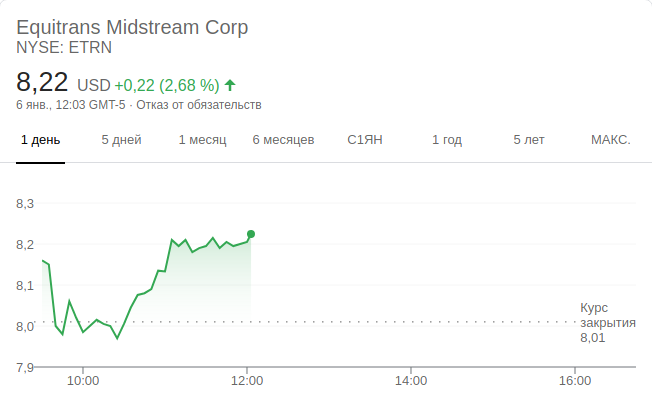 Equitrans Midstream Corp
NYSE: ETRN
8,22 USD +0,22 (2,68 %)
6 янв., 12:03 GMT-5 · Отказ от обязательств
1 день 5 дней 1 месяц 6 месяцев С1ЯН 1 год 5 лет МАКС.
8,3
8,2
8,1
8,0
7,9
Курс
закрытия
8,01
10:00 12:00 14:00 16:00